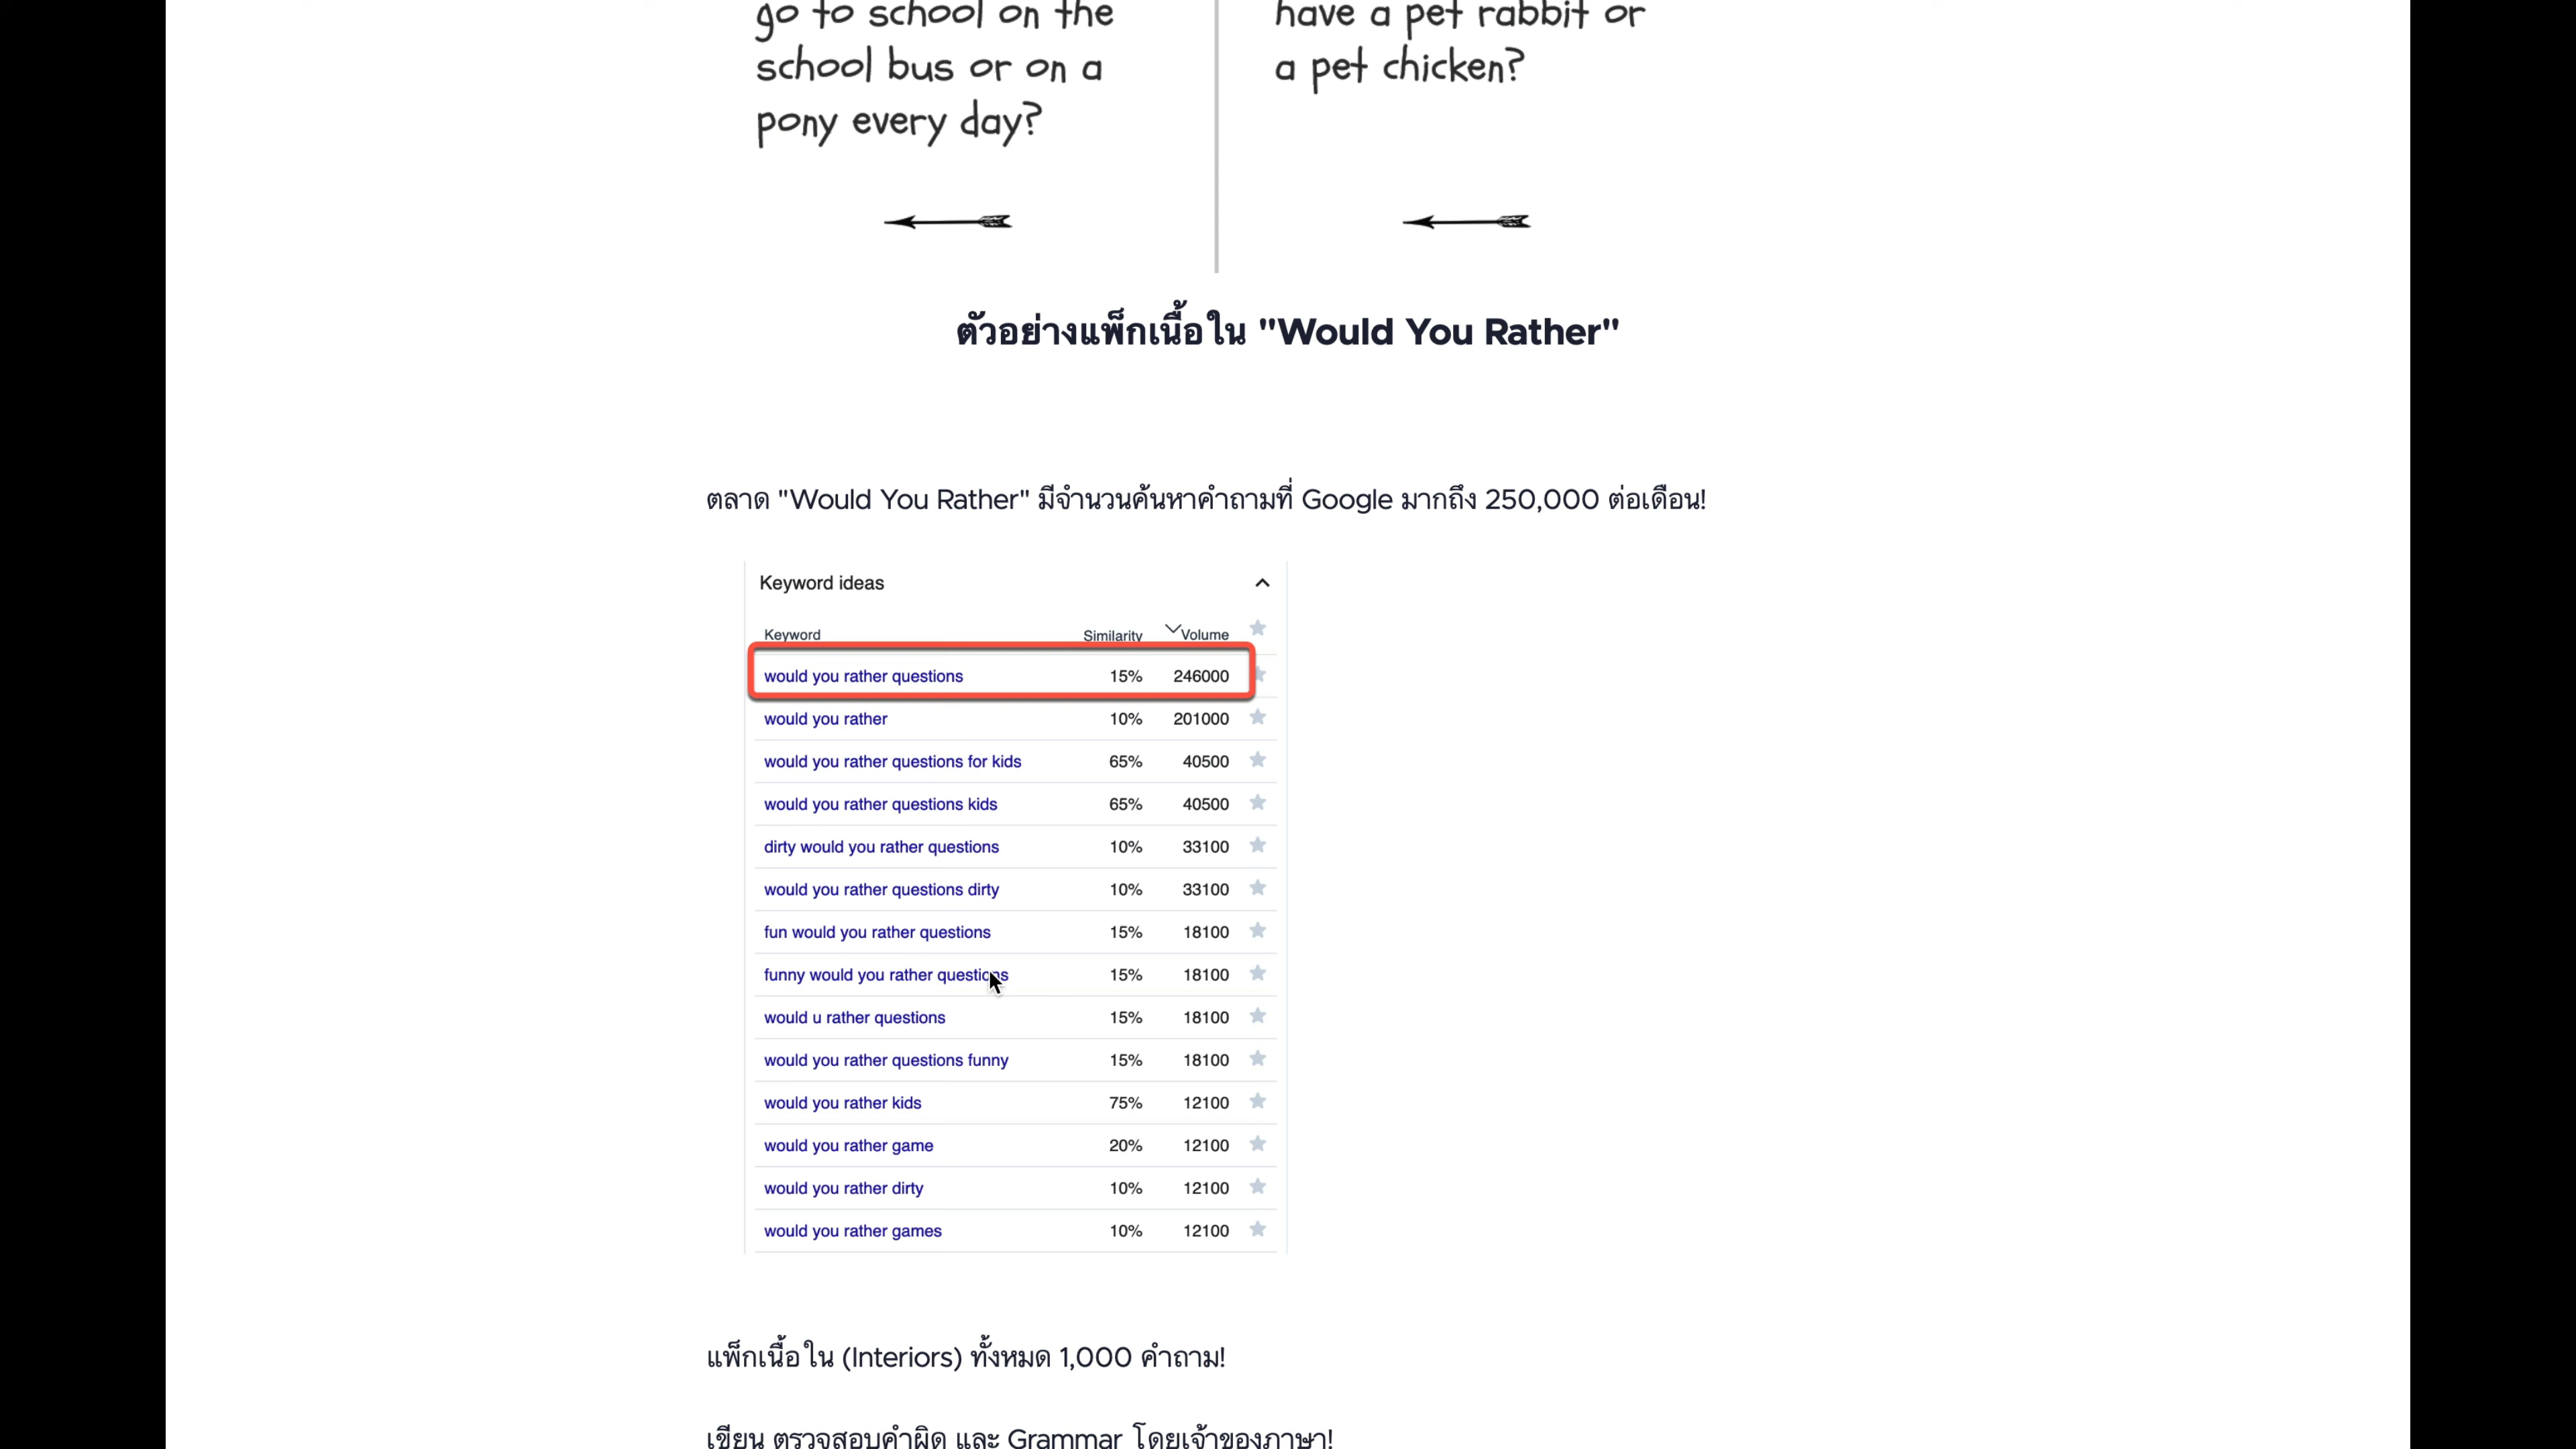 go to school on the
school bus or on a
pony every day?
have a pet rabbit or
a pet chicken?
ตัวอย่างแพ็กเนื้อใน "Would You Rather"
ตลาด "Would You Rather" มีจำนวนค้นหาคำถามที่ Google มากถึง 250,000 ต่อเดือน!
Keyword ideas
Keyword Similarity Volume
would you rather questions 15% 246000
would you rather 10% 201000
would you rather questions for kids 65% 40500
would you rather questions kids 65% 40500
dirty would you rather questions 10% 33100
would you rather questions dirty 10% 33100
fun would you rather questions 15% 18100
funny would you rather questions 15% 18100
would u rather questions 15% 18100
would you rather questions funny 15% 18100
would you rather kids 75% 12100
would you rather game 20% 12100
would you rather dirty 10% 12100
would you rather games 10% 12100
แพ็กเนื้อใน (Interiors) ทั้งหมด 1,000 คำถาม!
เขียน ตรวจสอบคำผิด และ Grammar โดยเจ้าของภาษา!